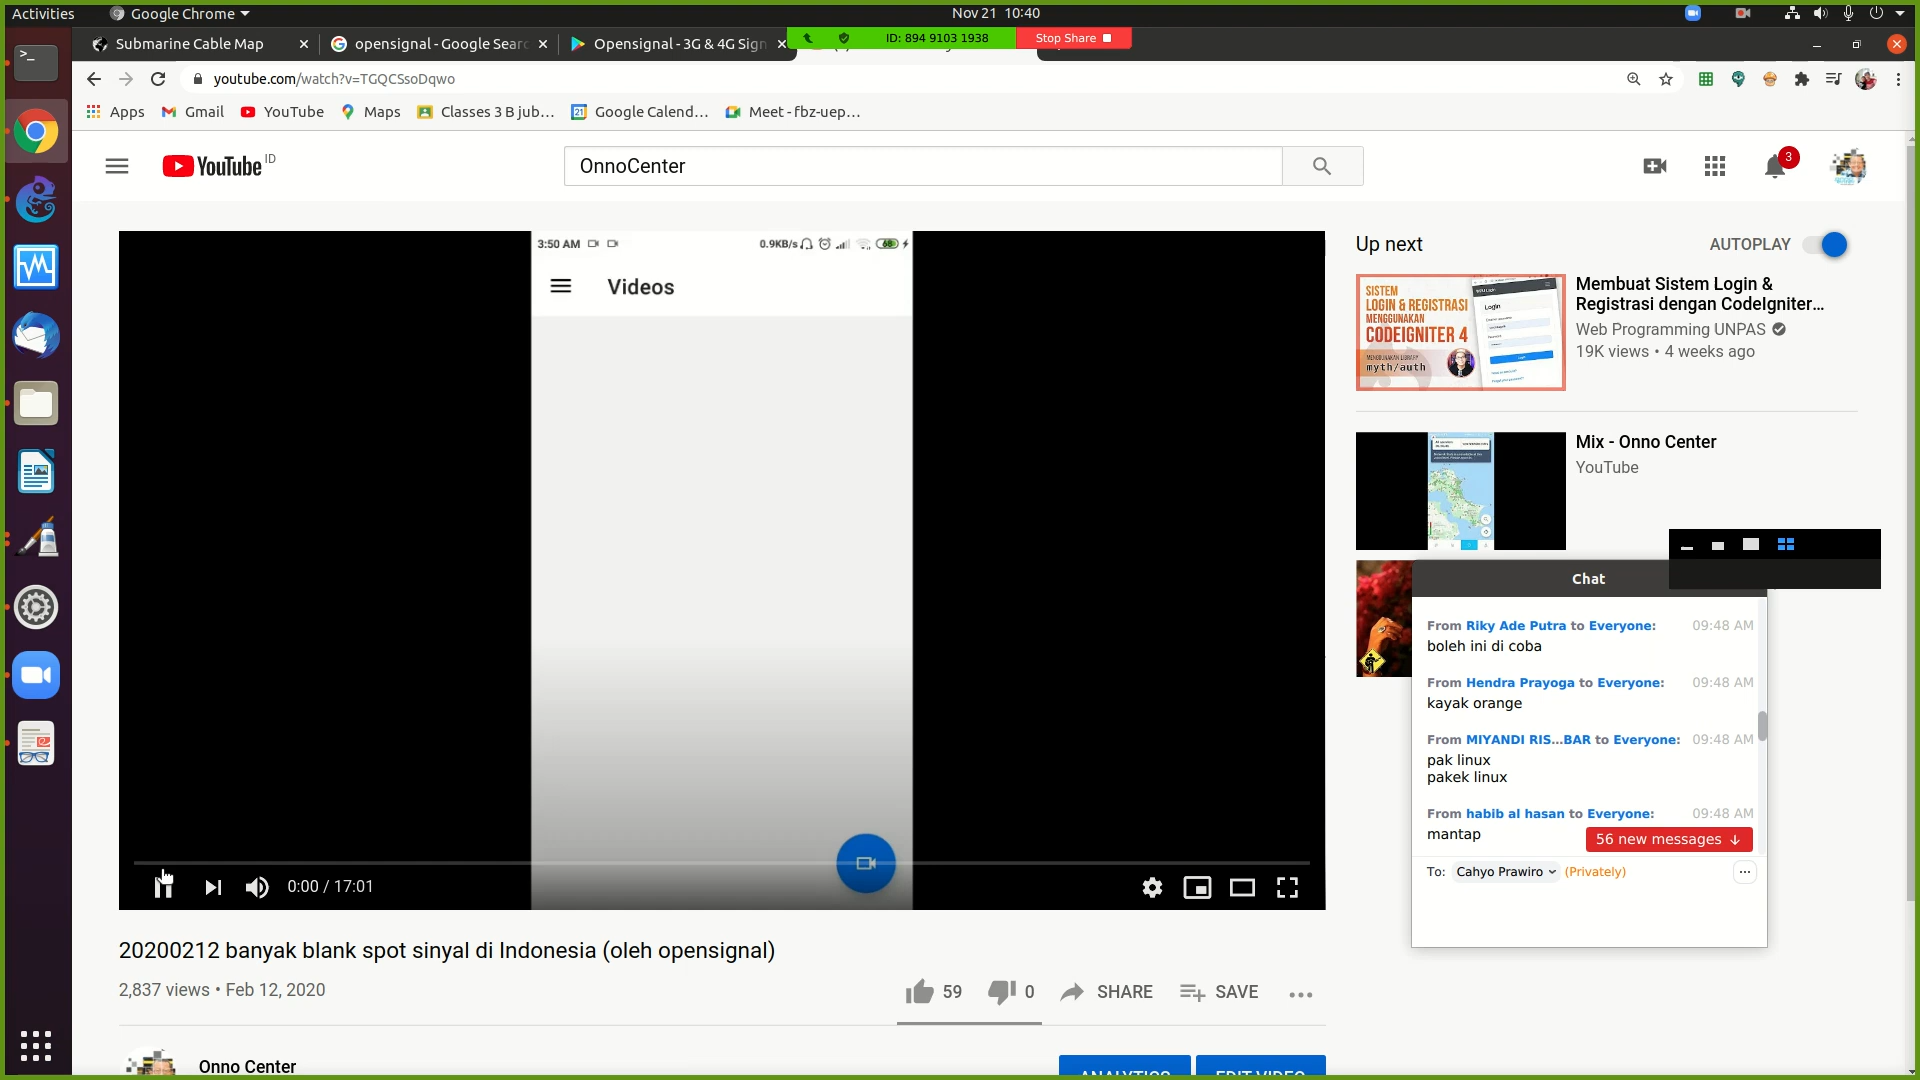 Activities
Google Chrome
Nov 21 10:40
Submarine Cable Map
opensignal - Google Sear
Opensignal - 3G & 4G Sign
ID: 894 9103 1938
Stop Share
youtube.com/watch?v=TGQCSsoDqwo
Apps
Gmail
YouTube
Maps
Classes 3 B jub...
Google Calend...
Meet - fbz-uep...
YouTube ID
OnnoCenter
3
3:50 AM
0.9KB/s
68
Videos
0:00 / 17:01
20200212 banyak blank spot sinyal di Indonesia (oleh opensignal)
2,837 views • Feb 12, 2020
59
0
SHARE
SAVE
Onno Center
ANALYTICS
EDIT VIDEO
Up next
AUTOPLAY
SISTEM
LOGIN & REGISTRASI
MENGGUNAKAN
CODEIGNITER 4
MENGGUNAKAN LIBRARY
myth/auth
Login
Membuat Sistem Login &
Registrasi dengan CodeIgniter...
Web Programming UNPAS
19K views • 4 weeks ago
Mix - Onno Center
YouTube
Chat
From Riky Ade Putra to Everyone: 09:48 AM
boleh ini di coba
From Hendra Prayoga to Everyone: 09:48 AM
kayak orange
From MIYANDI RIS...BAR to Everyone: 09:48 AM
pak linux
pakek linux
From habib al hasan to Everyone: 09:48 AM
mantap
56 new messages
To: Cahyo Prawiro (Privately)